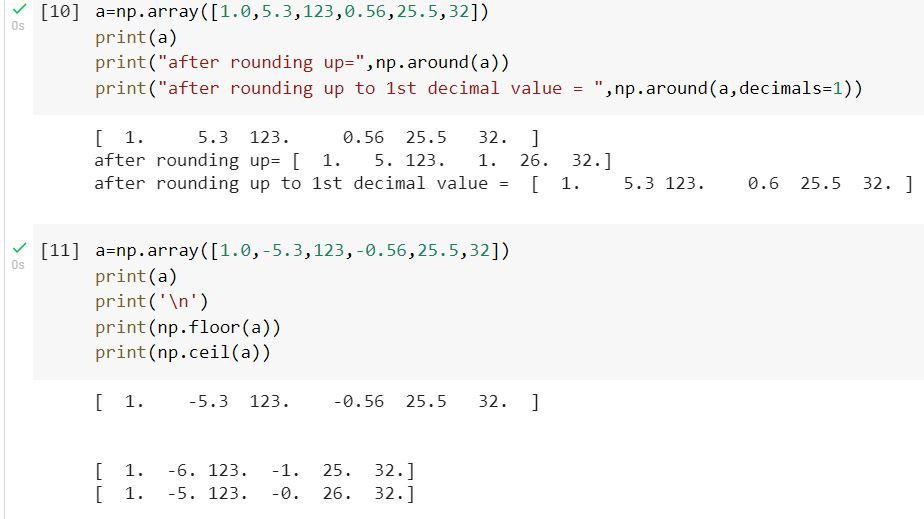 [10] a=np.array([1.0,5.3,123,0.56,25.5,32])
0s
print(a)
print("after rounding up=",np.around(a))
print("after rounding up to 1st decimal value = ",np.around(a,decimals=1))
[  1.     5.3  123.     0.56  25.5   32.  ]
after rounding up= [  1.   5. 123.   1.  26.  32.]
after rounding up to 1st decimal value =  [  1.    5.3 123.    0.6  25.5  32. ]
[11] a=np.array([1.0,-5.3,123,-0.56,25.5,32])
0s
print(a)
print('\n')
print(np.floor(a))
print(np.ceil(a))
[  1.    -5.3  123.    -0.56  25.5   32.  ]
[  1.  -6. 123.  -1.  25.  32.]
[  1.  -5. 123.  -0.  26.  32.]